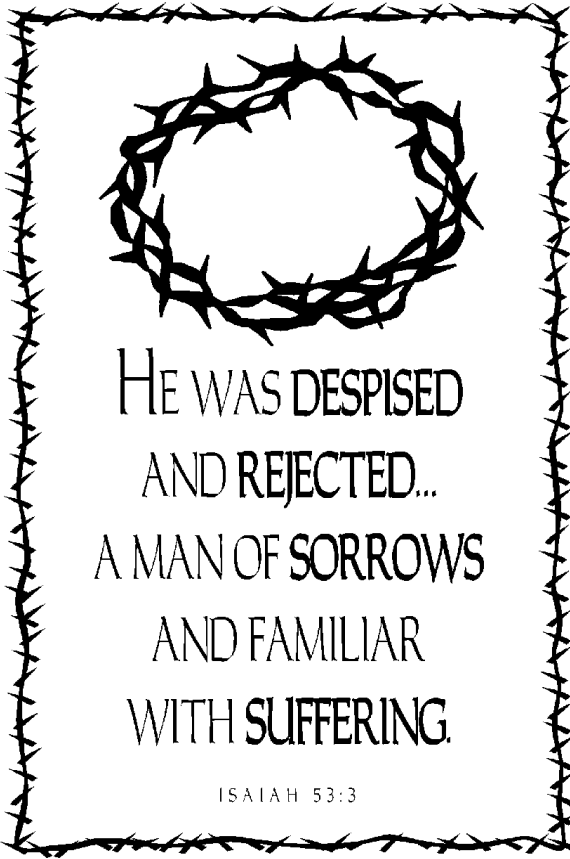 HE WAS DESPISED
AND REJECTED...
A MAN OF SORROWS
AND FAMILIAR
WITH SUFFERING.
ISAIAH 53:3